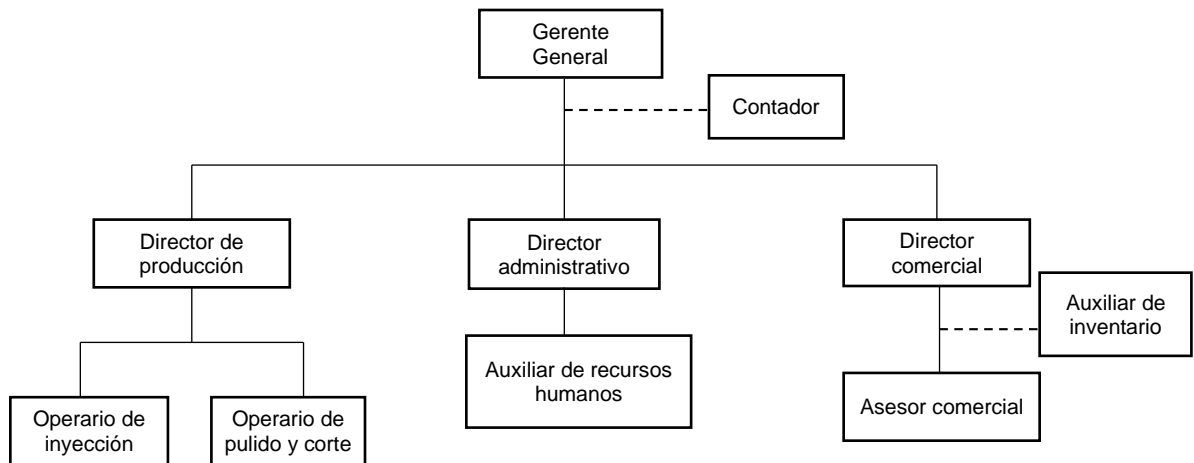 Gerente
General
Contador
Director de
producción
Director
administrativo
Director
comercial
Auxiliar de
inventario
Auxiliar de recursos
humanos
Asesor comercial
Operario de
inyección
Operario de
pulido y corte